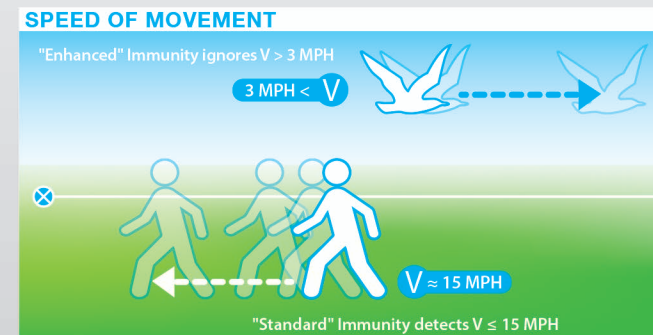 SPEED OF MOVEMENT
"Enhanced" Immunity ignores V > 3 MPH
3 MPH < V
V ≈ 15 MPH
"Standard" Immunity detects V ≤ 15 MPH